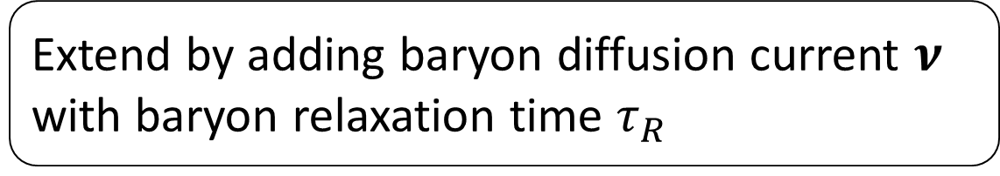 Extend by adding baryon diffusion current 𝝂
with baryon relaxation time τ_R